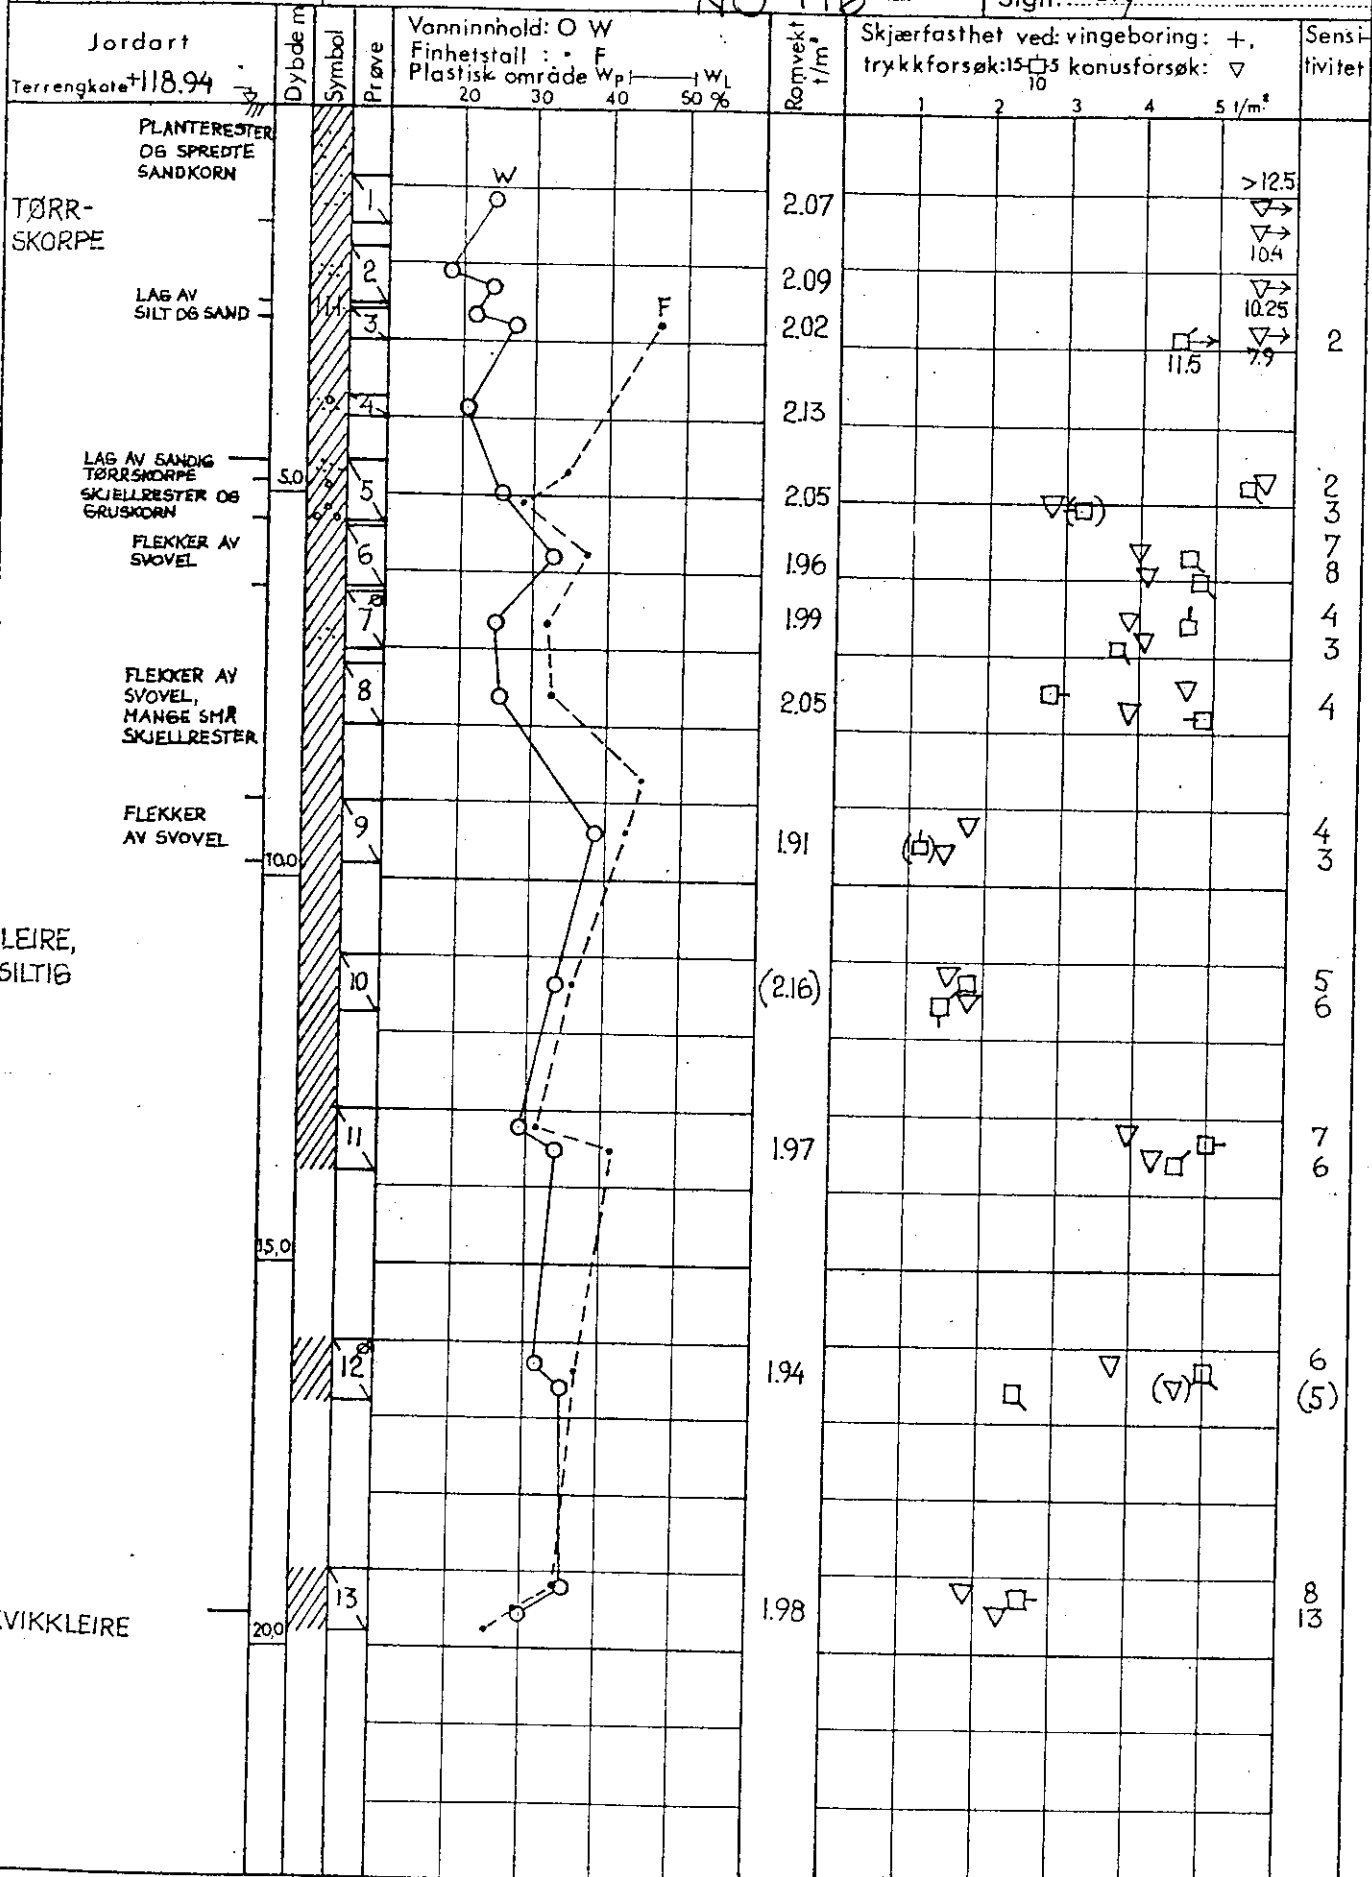 Jordart
Terrengkote +118.94
Dybde m
Symbol
Prøve
Vanninnhold: O W
Finhetstall : · F
Plastisk område Wp WL
20 30 40 50 %
Romvekt t/m³
Skjærfasthet ved: vingeboring: +,
trykkforsøk: 15 5 konusforsøk: ▽
10
1 2 3 4 5 t/m²
Sensi-
tivitet
PLANTERESTER
OG SPREDTE
SANDKORN
TØRR-
SKORPE
LAG AV
SILT OG SAND
LAG AV SANDIG
TØRRSKORPE
SKJELLRESTER OG
GRUSKORN
FLEKKER AV
SVOVEL
FLEKKER AV
SVOVEL,
MANGE SMÅ
SKJELLRESTER
FLEKKER
AV SVOVEL
LEIRE,
SILTIG
VIKKLEIRE
5.0
10.0
15,0
20,0
1
2
3
4
5
6
7
8
9
10
11
12
13
W
F
2.07
2.09
2.02
2.13
2.05
1.96
1.99
2.05
1.91
(2.16)
1.97
1.94
1.98
>12.5
10.4
10.25
11.5 7.9
2
2
3
7
8
4
3
4
4
3
5
6
7
6
6
(5)
8
13